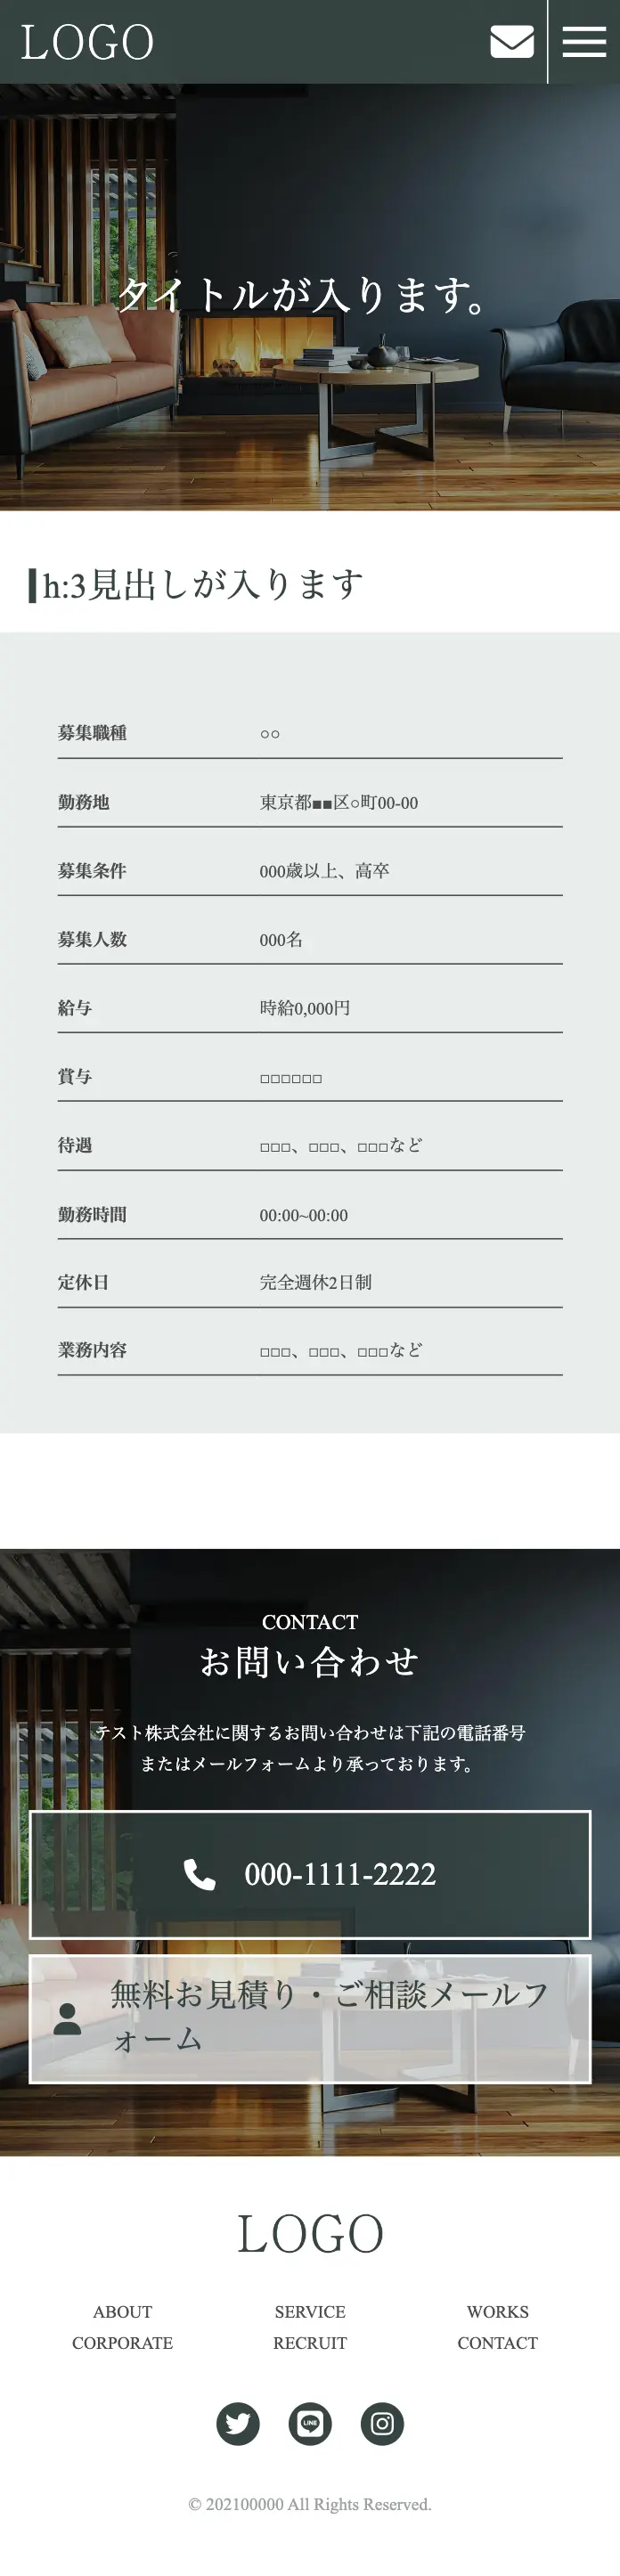 LOGO
タイトルが入ります。
h:3見出しが入ります
募集職種 ○○
勤務地 東京都■■区○町00-00
募集条件 000歳以上、高卒
募集人数 000名
給与 時給0,000円
賞与 □□□□□□
待遇 □□□、□□□、□□□など
勤務時間 00:00~00:00
定休日 完全週休2日制
業務内容 □□□、□□□、□□□など
CONTACT
お問い合わせ
テスト株式会社に関するお問い合わせは下記の電話番号
またはメールフォームより承っております。
000-1111-2222
無料お見積り・ご相談メールフ
ォーム
LOGO
ABOUT SERVICE WORKS
CORPORATE RECRUIT CONTACT
LINE
© 202100000 All Rights Reserved.